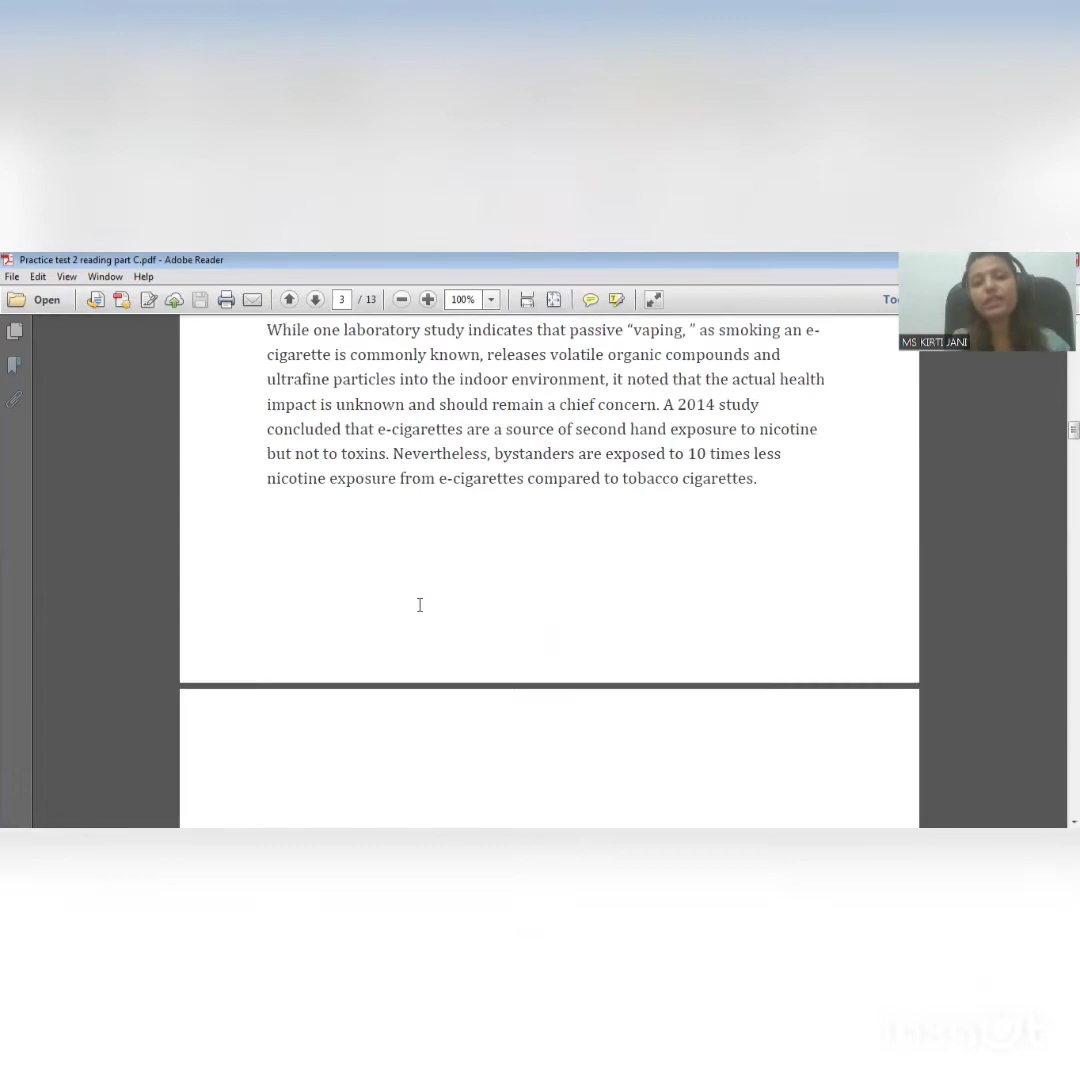 Practice test 2 reading part C.pdf - Adobe Reader
File Edit View Window Help
Open 3 / 13 100%
MS KIRTI JANI
While one laboratory study indicates that passive “vaping, ” as smoking an e-
cigarette is commonly known, releases volatile organic compounds and
ultrafine particles into the indoor environment, it noted that the actual health
impact is unknown and should remain a chief concern. A 2014 study
concluded that e-cigarettes are a source of second hand exposure to nicotine
but not to toxins. Nevertheless, bystanders are exposed to 10 times less
nicotine exposure from e-cigarettes compared to tobacco cigarettes.